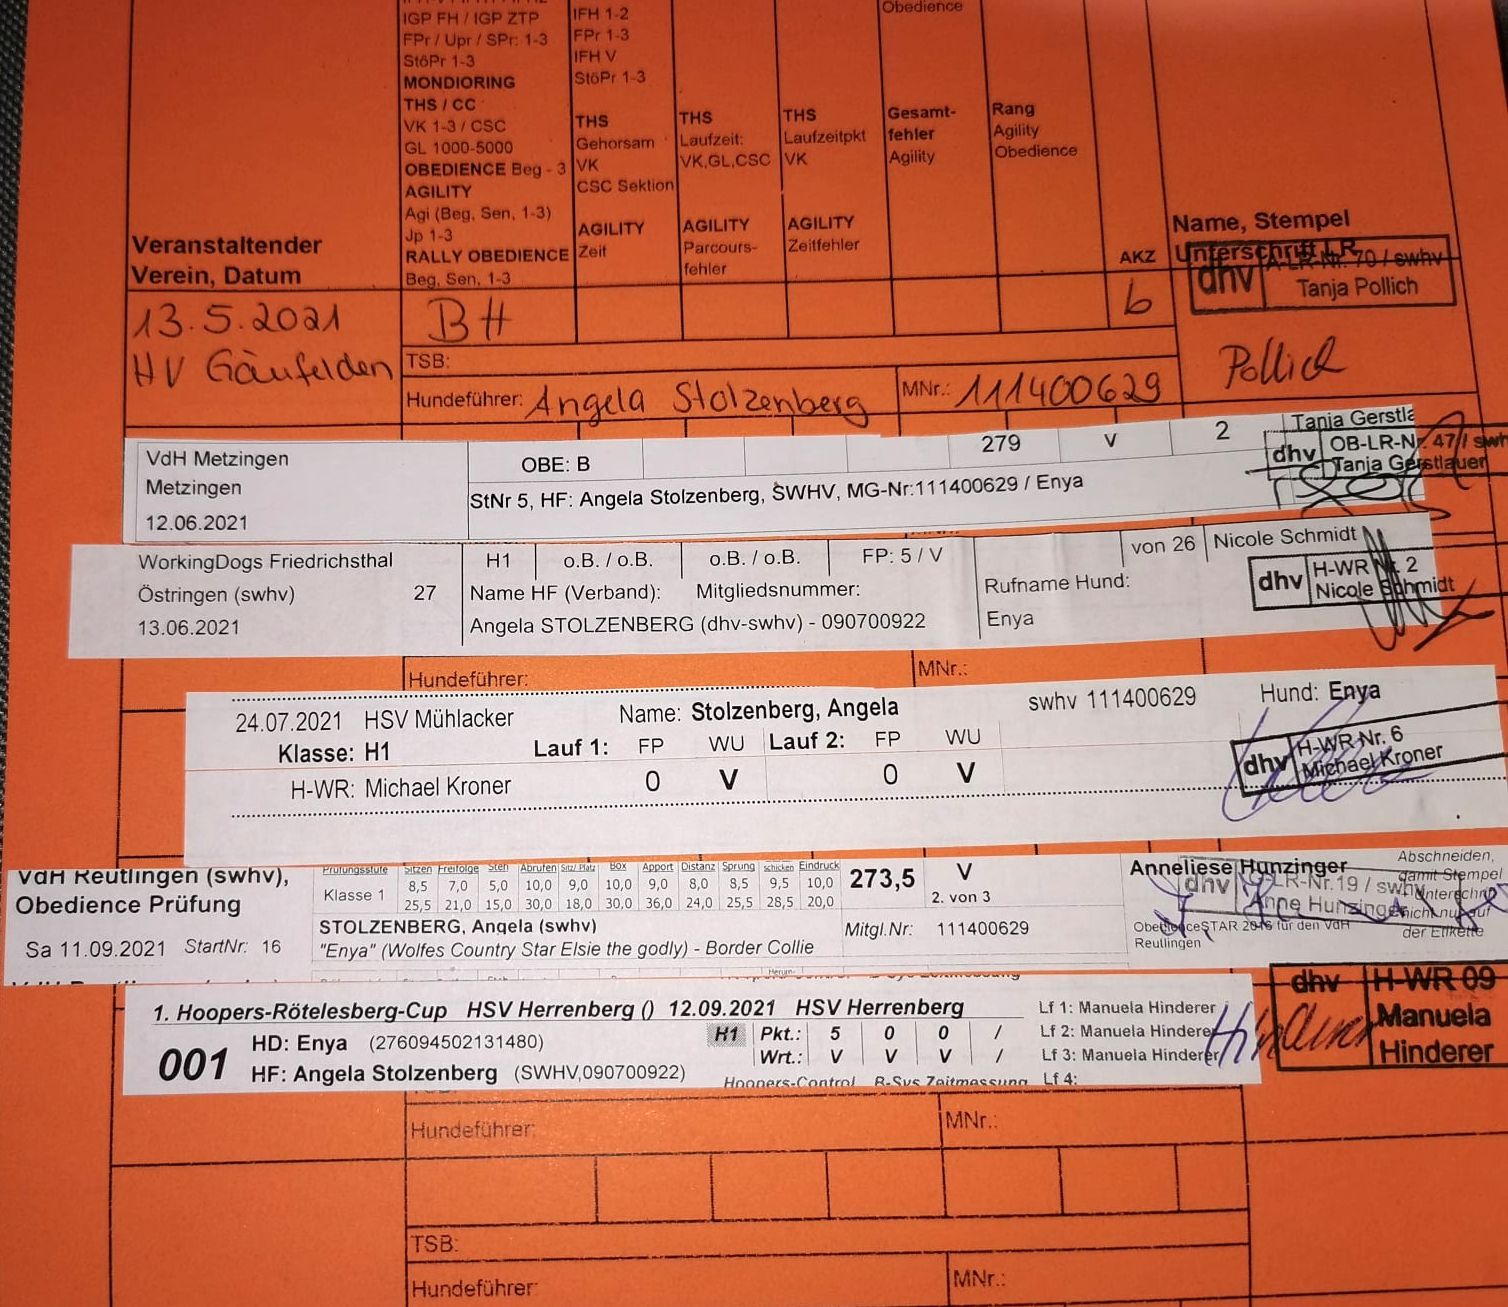 IGP FH / IGP ZTP
FPr / Upr / SPr: 1-3
StöPr 1-3
MONDIORING
THS / CC
VK 1-3 / CSC
GL 1000-5000
OBEDIENCE Beg - 3
AGILITY
Agi (Beg, Sen, 1-3)
Jp 1-3
RALLY OBEDIENCE
Beg, Sen, 1-3
IFH 1-2
FPr 1-3
IFH V
StöPr 1-3
THS
Gehorsam
VK
CSC Sektion
AGILITY
Zeit
THS
Laufzeit:
VK,GL,CSC
AGILITY
Parcours-
fehler
THS
Laufzeitpkt
VK
AGILITY
Zeitfehler
Obedience
Gesamt-
fehler
Agility
Rang
Agility
Obedience
AKZ
Veranstaltender
Verein, Datum
Name, Stempel
Unterschrift LR
dhv A-LR-Nr. 70 / swhv
Tanja Pollich
13.5.2021 BH 6
HV Gäufelden
TSB:
Pollich
Hundeführer: Angela Stolzenberg MNr.: 111400629
VdH Metzingen
Metzingen
12.06.2021
OBE: B 279 V 2
StNr 5, HF: Angela Stolzenberg, SWHV, MG-Nr:111400629 / Enya
Tanja Gerstla
dhv OB-LR-Nr. 47 / swh
Tanja Gerstlauer
WorkingDogs Friedrichsthal
Östringen (swhv) 27
13.06.2021
H1 o.B. / o.B. o.B. / o.B. FP: 5 / V von 26 Nicole Schmidt
Name HF (Verband): Mitgliedsnummer: Rufname Hund:
Angela STOLZENBERG (dhv-swhv) - 090700922 Enya
dhv H-WR Nr. 2
Nicole Schmidt
Hundeführer: MNr.:
24.07.2021 HSV Mühlacker Name: Stolzenberg, Angela swhv 111400629 Hund: Enya
Klasse: H1 Lauf 1: FP WU Lauf 2: FP WU
H-WR: Michael Kroner 0 V 0 V
dhv H-WR-Nr. 6
Michael Kroner
VdH Reutlingen (swhv),
Obedience Prüfung
Sa 11.09.2021 StartNr: 16
Prüfungsstufe Sitzen Freifolge Steh Abrufen Sitz/ Platz Box Apport Distanz Sprung schicken Eindruck
Klasse 1 8,5 7,0 5,0 10,0 9,0 10,0 9,0 8,0 8,5 9,5 10,0
25,5 21,0 15,0 30,0 18,0 30,0 36,0 24,0 25,5 28,5 20,0
273,5 V
2. von 3
STOLZENBERG, Angela (swhv) Mitgl.Nr: 111400629
"Enya" (Wolfes Country Star Elsie the godly) - Border Collie
Anneliese Hunzinger
dhv LR-Nr.19 / swhv
Anne Hunzinger
ObedienceSTAR 2016 für den VdH
Reutlingen
Abschneiden,
damit Stempel
Unterschrift
nicht nur auf
der Etikette
Herum-
1. Hoopers-Rötelesberg-Cup HSV Herrenberg () 12.09.2021 HSV Herrenberg
001 HD: Enya (276094502131480)
HF: Angela Stolzenberg (SWHV,090700922)
H1 Pkt.: 5 0 0 /
Wrt.: V V V /
Hoopers-Control R-Sys Zeitmessung
Lf 1: Manuela Hinderer
Lf 2: Manuela Hinderer
Lf 3: Manuela Hinderer
Lf 4:
dhv H-WR 09
Manuela
Hinderer
Hundeführer: MNr.:
TSB:
Hundeführer: MNr.: